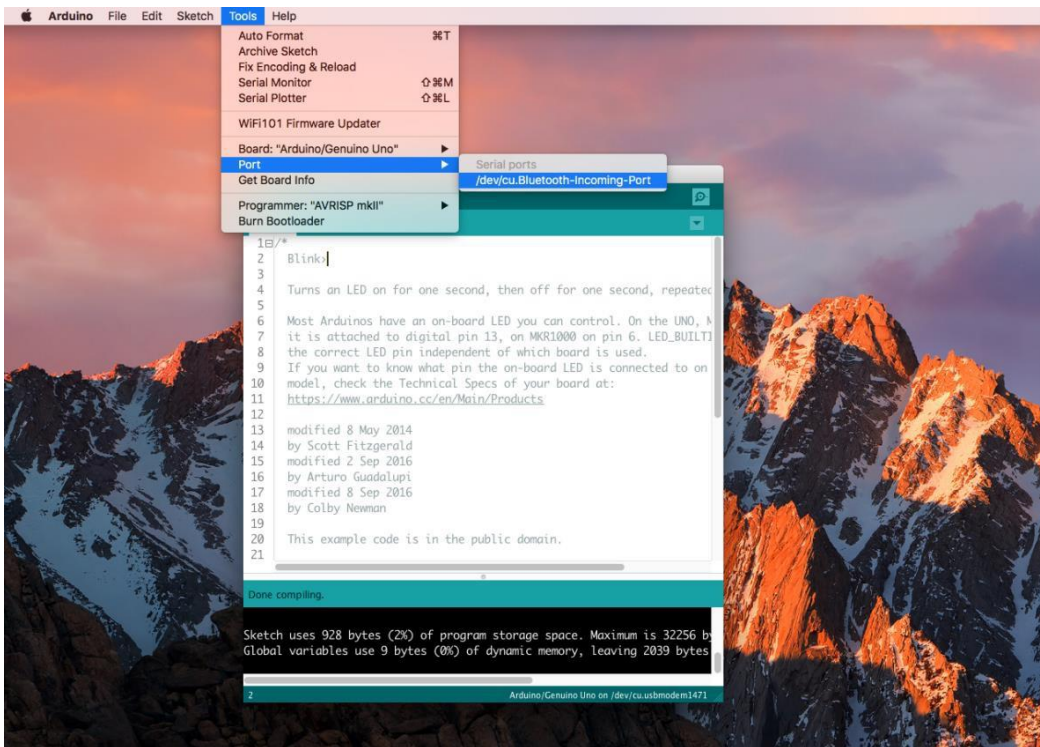 Arduino File Edit Sketch Tools Help
Auto Format ⌘T
Archive Sketch
Fix Encoding & Reload
Serial Monitor ⇧⌘M
Serial Plotter ⇧⌘L
WiFi101 Firmware Updater
Board: "Arduino/Genuino Uno"
Port
Get Board Info
Programmer: "AVRISP mkII"
Burn Bootloader
Serial ports
/dev/cu.Bluetooth-Incoming-Port
1 /*
2 Blink>
3
4 Turns an LED on for one second, then off for one second, repeated
5
6 Most Arduinos have an on-board LED you can control. On the UNO, M
7 it is attached to digital pin 13, on MKR1000 on pin 6. LED_BUILTI
8 the correct LED pin independent of which board is used.
9 If you want to know what pin the on-board LED is connected to on
10 model, check the Technical Specs of your board at:
11 https://www.arduino.cc/en/Main/Products
12
13 modified 8 May 2014
14 by Scott Fitzgerald
15 modified 2 Sep 2016
16 by Arturo Guadalupi
17 modified 8 Sep 2016
18 by Colby Newman
19
20 This example code is in the public domain.
21
Done compiling.
Sketch uses 928 bytes (2%) of program storage space. Maximum is 32256 by
Global variables use 9 bytes (0%) of dynamic memory, leaving 2039 bytes
2 Arduino/Genuino Uno on /dev/cu.usbmodem1471